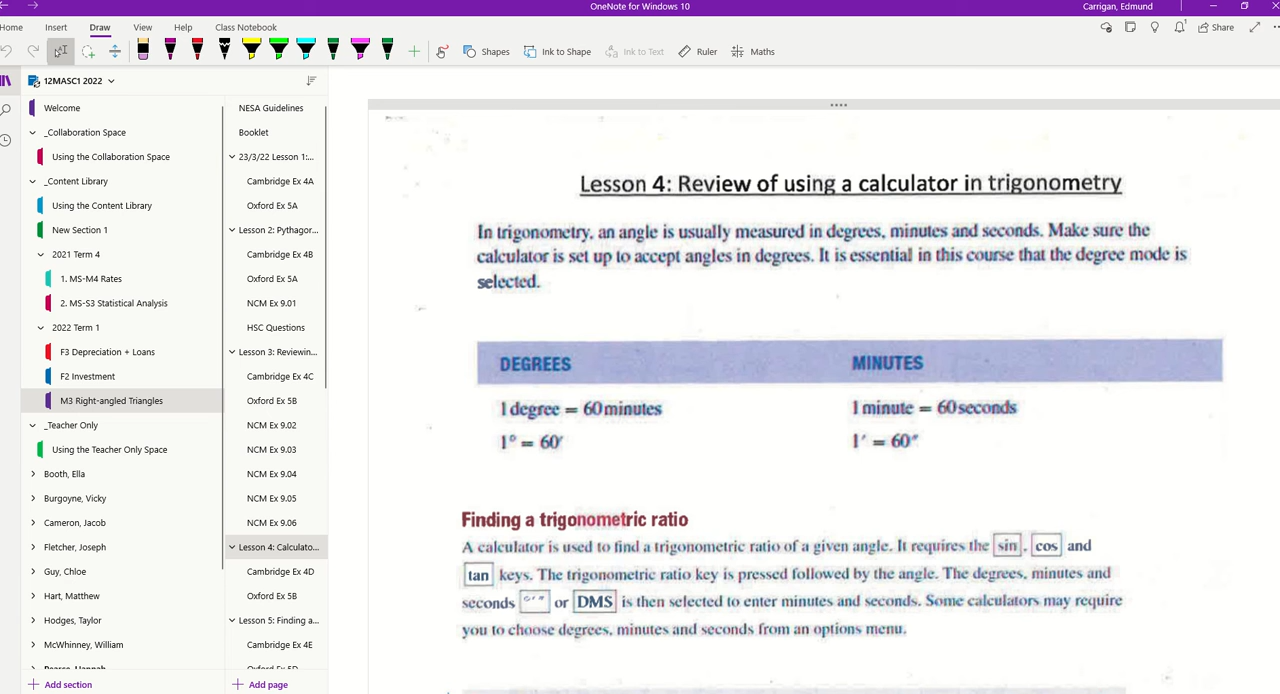 OneNote for Windows 10
Carrigan, Edmund
Home Insert Draw View Help Class Notebook
Share
Shapes Ink to Shape Ink to Text Ruler Maths
12MASC1 2022
Welcome
_Collaboration Space
Using the Collaboration Space
_Content Library
Using the Content Library
New Section 1
2021 Term 4
1. MS-M4 Rates
2. MS-S3 Statistical Analysis
2022 Term 1
F3 Depreciation + Loans
F2 Investment
M3 Right-angled Triangles
_Teacher Only
Using the Teacher Only Space
Booth, Ella
Burgoyne, Vicky
Cameron, Jacob
Fletcher, Joseph
Guy, Chloe
Hart, Matthew
Hodges, Taylor
McWhinney, William
Add section
NESA Guidelines
Booklet
23/3/22 Lesson 1:...
Cambridge Ex 4A
Oxford Ex 5A
Lesson 2: Pythagor...
Cambridge Ex 4B
Oxford Ex 5A
NCM Ex 9.01
HSC Questions
Lesson 3: Reviewin...
Cambridge Ex 4C
Oxford Ex 5B
NCM Ex 9.02
NCM Ex 9.03
NCM Ex 9.04
NCM Ex 9.05
NCM Ex 9.06
Lesson 4: Calculato...
Cambridge Ex 4D
Oxford Ex 5B
Lesson 5: Finding a...
Cambridge Ex 4E
Oxford Ex 5D
Add page
Lesson 4: Review of using a calculator in trigonometry
In trigonometry, an angle is usually measured in degrees, minutes and seconds. Make sure the
calculator is set up to accept angles in degrees. It is essential in this course that the degree mode is
selected.
DEGREES MINUTES
1 degree = 60 minutes 1 minute = 60 seconds
1° = 60′ 1′ = 60″
Finding a trigonometric ratio
A calculator is used to find a trigonometric ratio of a given angle. It requires the sin, cos and
tan keys. The trigonometric ratio key is pressed followed by the angle. The degrees, minutes and
seconds °′″ or DMS is then selected to enter minutes and seconds. Some calculators may require
you to choose degrees, minutes and seconds from an options menu.